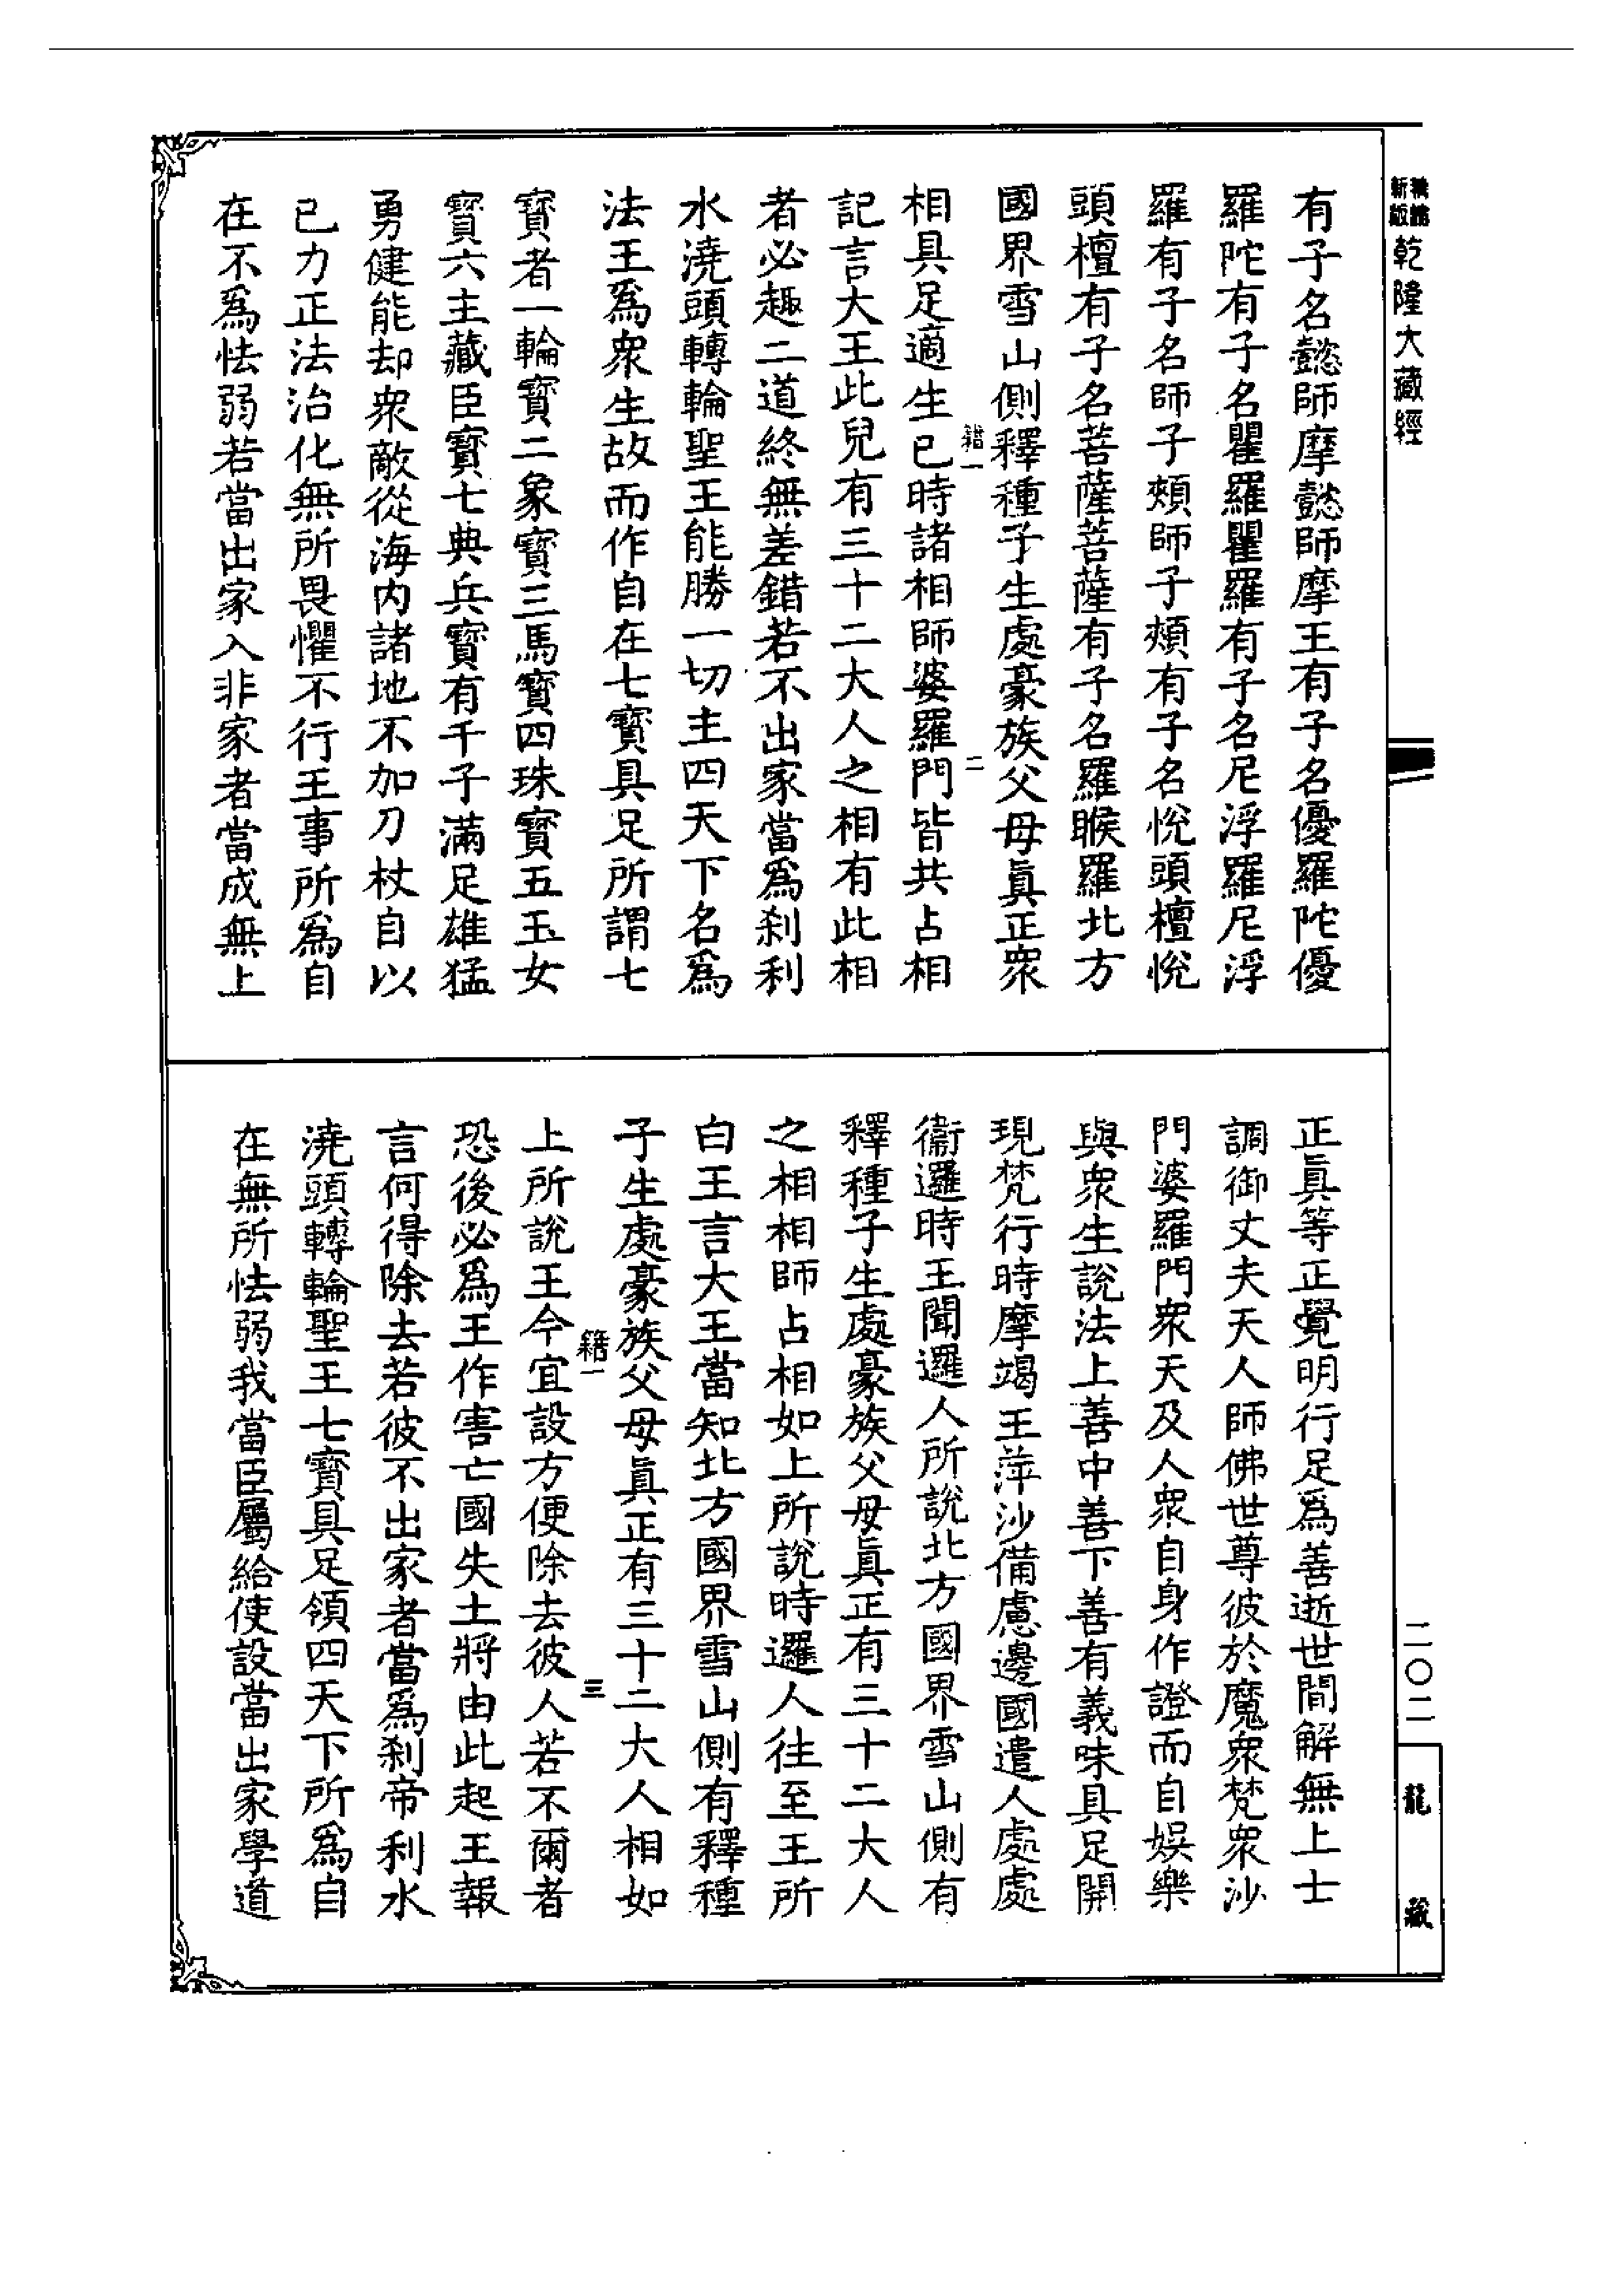 新版
乾隆大藏經
有子名懿師摩懿師摩王有子名優羅陀優
羅陀有子名瞿羅瞿羅有子名尼浮羅尼浮
羅有子名師子頰師子頰有子名悅頭檀悅
頭檀有子名菩薩菩薩有子名羅睺羅北方
國界雪山側釋種子生處豪族父母眞正衆
籍一
二
相具足適生已時諸相師婆羅門皆共占相
記言大王此兒有三十二大人之相有此相
者必趣二道終無差錯若不出家當爲刹利
水澆頭轉輪聖王能勝一切主四天下名爲
法王爲衆生故而作自在七寶具足所謂七
寶者一輪寶二象寶三馬寶四珠寶五玉女
寶六主藏臣寶七典兵寶有千子滿足雄猛
勇健能却衆敵從海内諸地不加刀杖自以
已力正法治化無所畏懼不行王事所爲自
在不爲怯弱若當出家入非家者當成無上
正眞等正覺明行足爲善逝世間解無上士
調御丈夫天人師佛世尊彼於魔衆梵衆沙
門婆羅門衆天及人衆自身作證而自娛樂
與衆生說法上善中善下善有義味具足開
現梵行時摩竭王蓱沙備慮邊國遣人處處
衞邏時王聞邏人所說北方國界雪山側有
釋種子生處豪族父母眞正有三十二大人
之相相師占相如上所說時邏人往至王所
白王言大王當知北方國界雪山側有釋種
子生處豪族父母眞正有三十二大人相如
籍一
三
上所說王今宜設方便除去彼人若不爾者
恐後必爲王作害亡國失土將由此起王報
言何得除去若彼不出家者當爲刹帝利水
澆頭轉輪聖王七寶具足領四天下所爲自
在無所怯弱我當臣屬給使設當出家學道
二〇二
龍藏